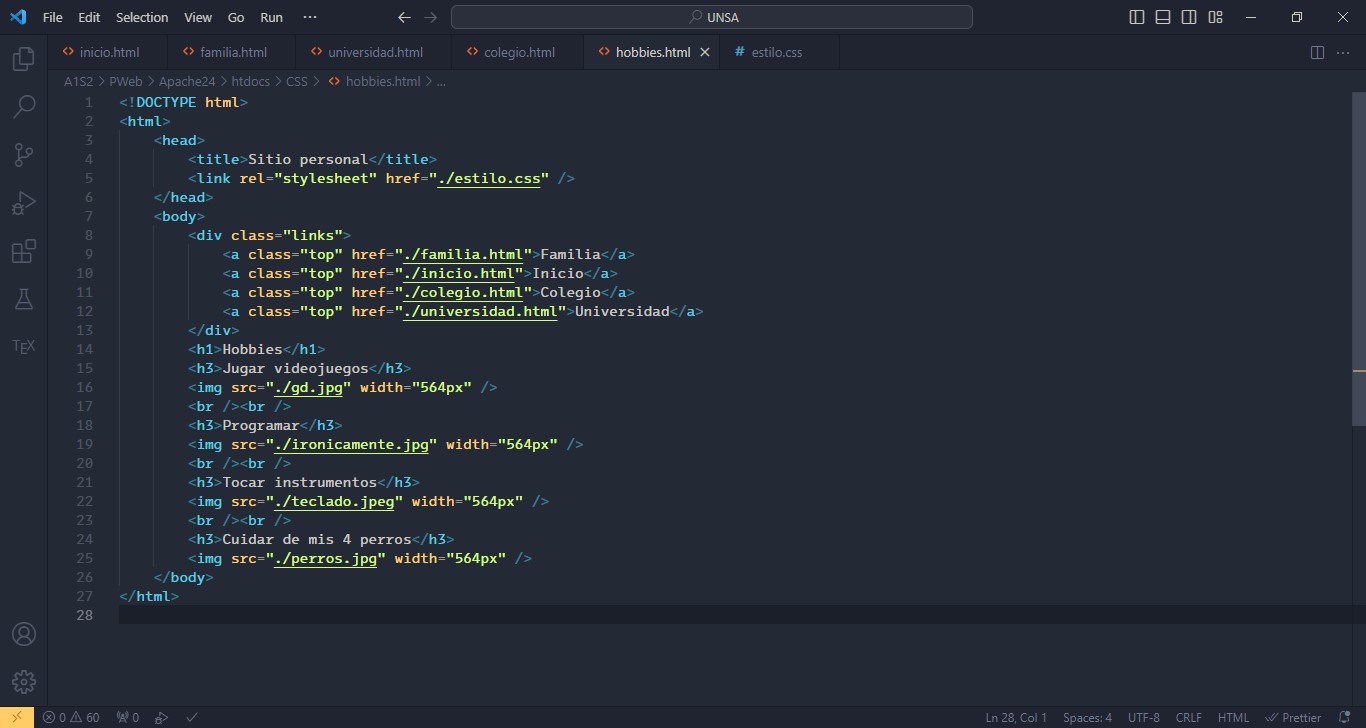 File Edit Selection View Go Run ··· UNSA
inicio.html familia.html universidad.html colegio.html hobbies.html # estilo.css
A1S2 > PWeb > Apache24 > htdocs > CSS > hobbies.html > ...
1 <!DOCTYPE html>
2 <html>
3 <head>
4 <title>Sitio personal</title>
5 <link rel="stylesheet" href="./estilo.css" />
6 </head>
7 <body>
8 <div class="links">
9 <a class="top" href="./familia.html">Familia</a>
10 <a class="top" href="./inicio.html">Inicio</a>
11 <a class="top" href="./colegio.html">Colegio</a>
12 <a class="top" href="./universidad.html">Universidad</a>
13 </div>
14 <h1>Hobbies</h1>
15 <h3>Jugar videojuegos</h3>
16 <img src="./gd.jpg" width="564px" />
17 <br /><br />
18 <h3>Programar</h3>
19 <img src="./ironicamente.jpg" width="564px" />
20 <br /><br />
21 <h3>Tocar instrumentos</h3>
22 <img src="./teclado.jpeg" width="564px" />
23 <br /><br />
24 <h3>Cuidar de mis 4 perros</h3>
25 <img src="./perros.jpg" width="564px" />
26 </body>
27 </html>
28
TEX
0 60 0 Ln 28, Col 1 Spaces: 4 UTF-8 CRLF HTML Prettier